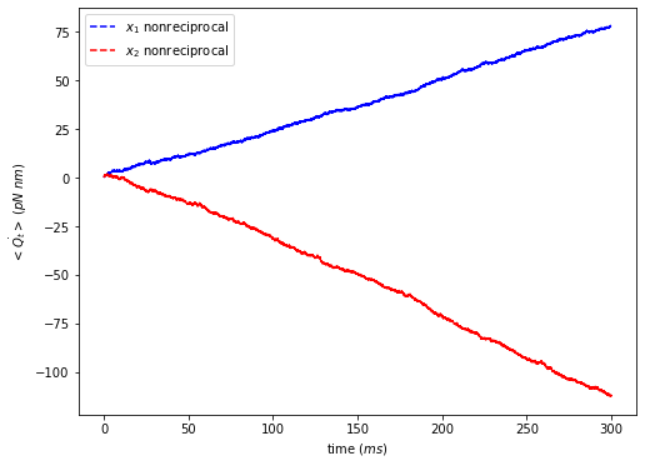 x₁ nonreciprocal
x₂ nonreciprocal
75
50
25
0
−25
−50
−75
−100
< Q̇ₜ > (pN nm)
0 50 100 150 200 250 300
time (ms)